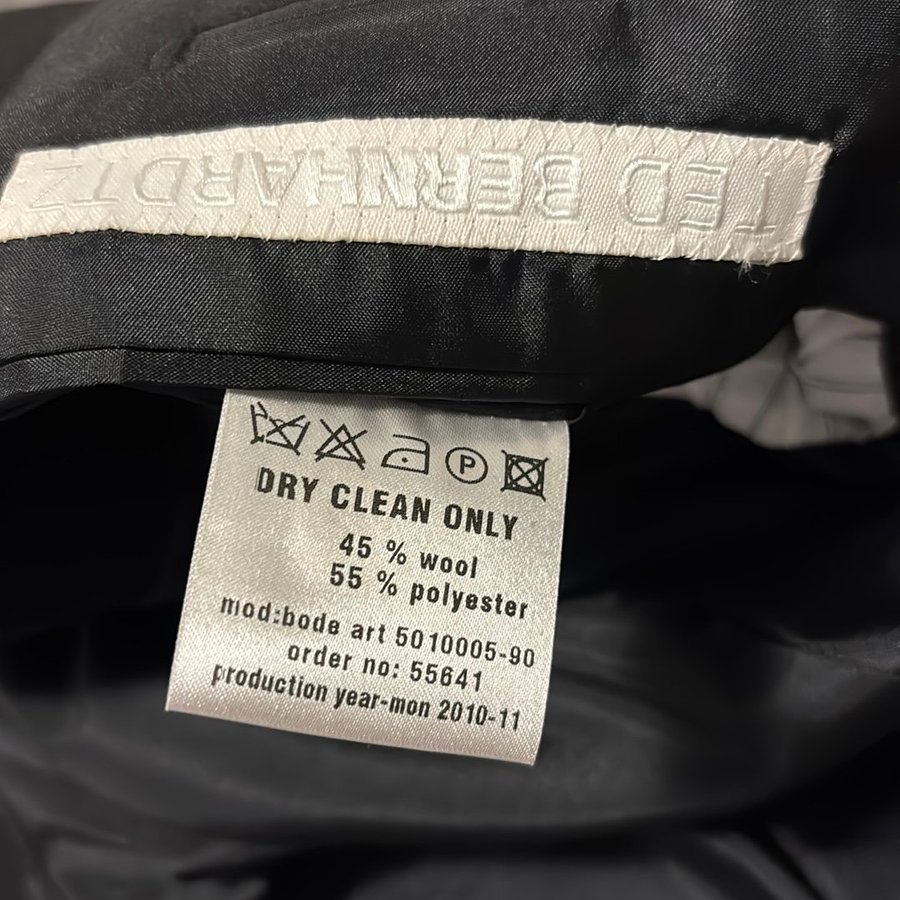 TED BERNHARDTZ
P
DRY CLEAN ONLY
45 % wool
55 % polyester
mod:bode art 5010005-90
order no: 55641
production year-mon 2010-11